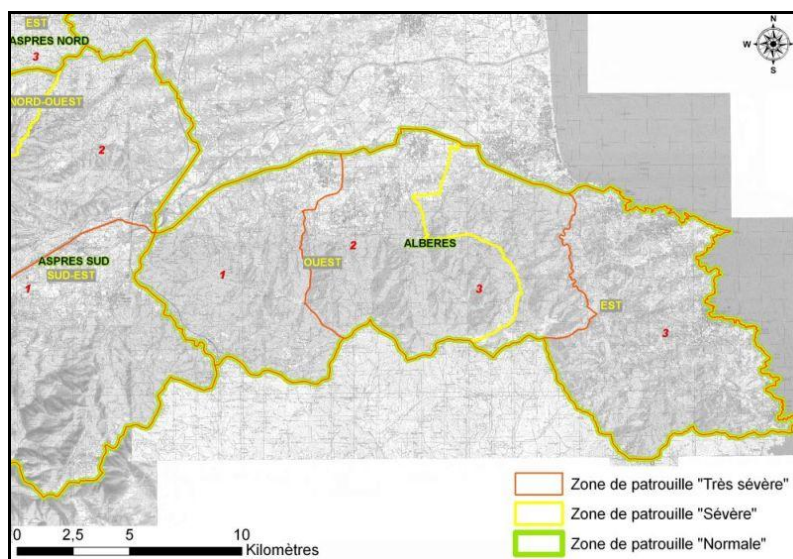 EST
ASPRES NORD
3
NORD-OUEST
2
N
W E
S
ASPRES SUD
SUD-EST
1
1
OUEST
2
ALBERES
3
EST
3
Zone de patrouille "Très sévère"
Zone de patrouille "Sévère"
Zone de patrouille "Normale"
0 2,5 5 10
Kilomètres